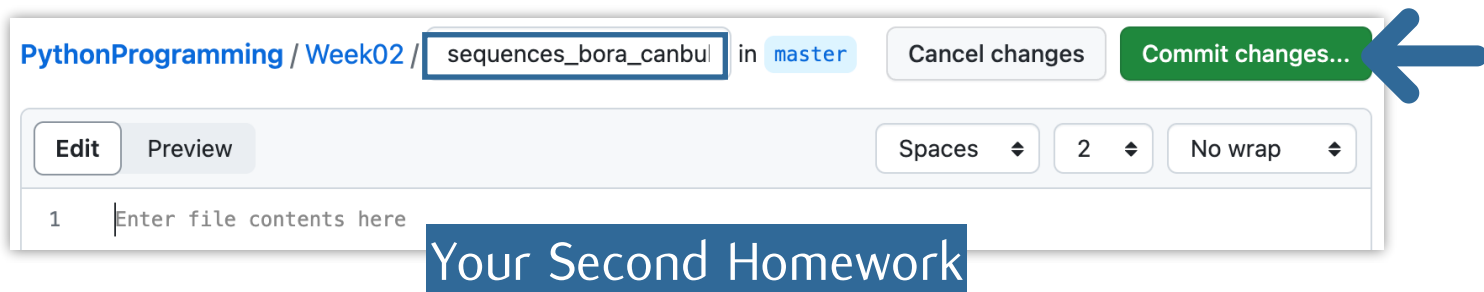 PythonProgramming / Week02 / sequences_bora_canbul in master Cancel changes Commit changes...
Edit Preview Spaces 2 No wrap
1 Enter file contents here
Your Second Homework